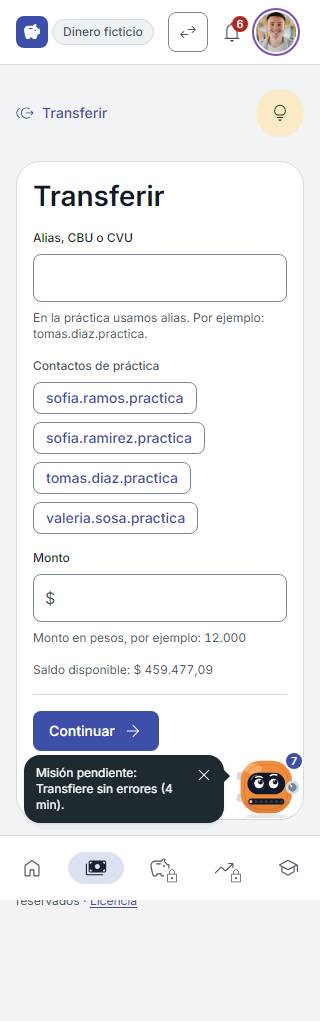 Dinero ficticio
6
Transferir
Transferir
Alias, CBU o CVU
En la práctica usamos alias. Por ejemplo:
tomas.diaz.practica.
Contactos de práctica
sofia.ramos.practica
sofia.ramirez.practica
tomas.diaz.practica
valeria.sosa.practica
Monto
$
Monto en pesos, por ejemplo: 12.000
Saldo disponible: $ 459.477,09
Continuar
Misión pendiente:
Transfiere sin errores (4
min).
7
reservados · Licencia